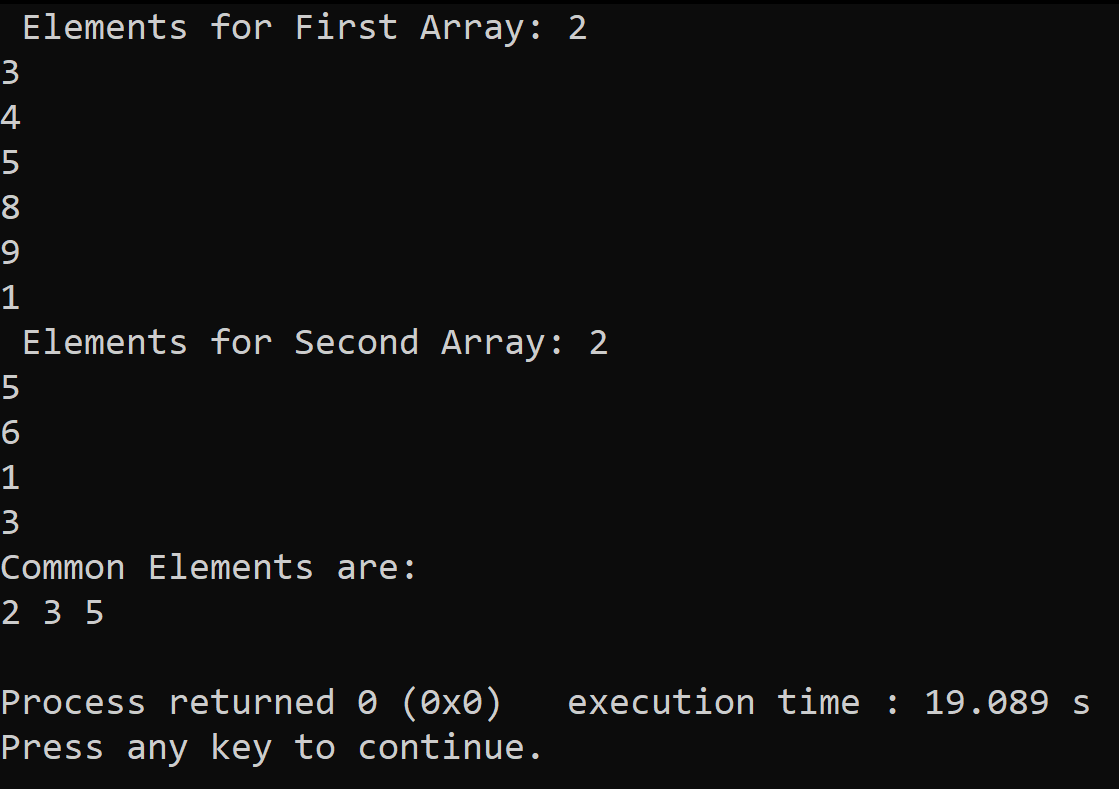 Elements for First Array: 2
3
4
5
8
9
1
Elements for Second Array: 2
5
6
1
3
Common Elements are:
2 3 5
Process returned 0 (0x0)   execution time : 19.089 s
Press any key to continue.